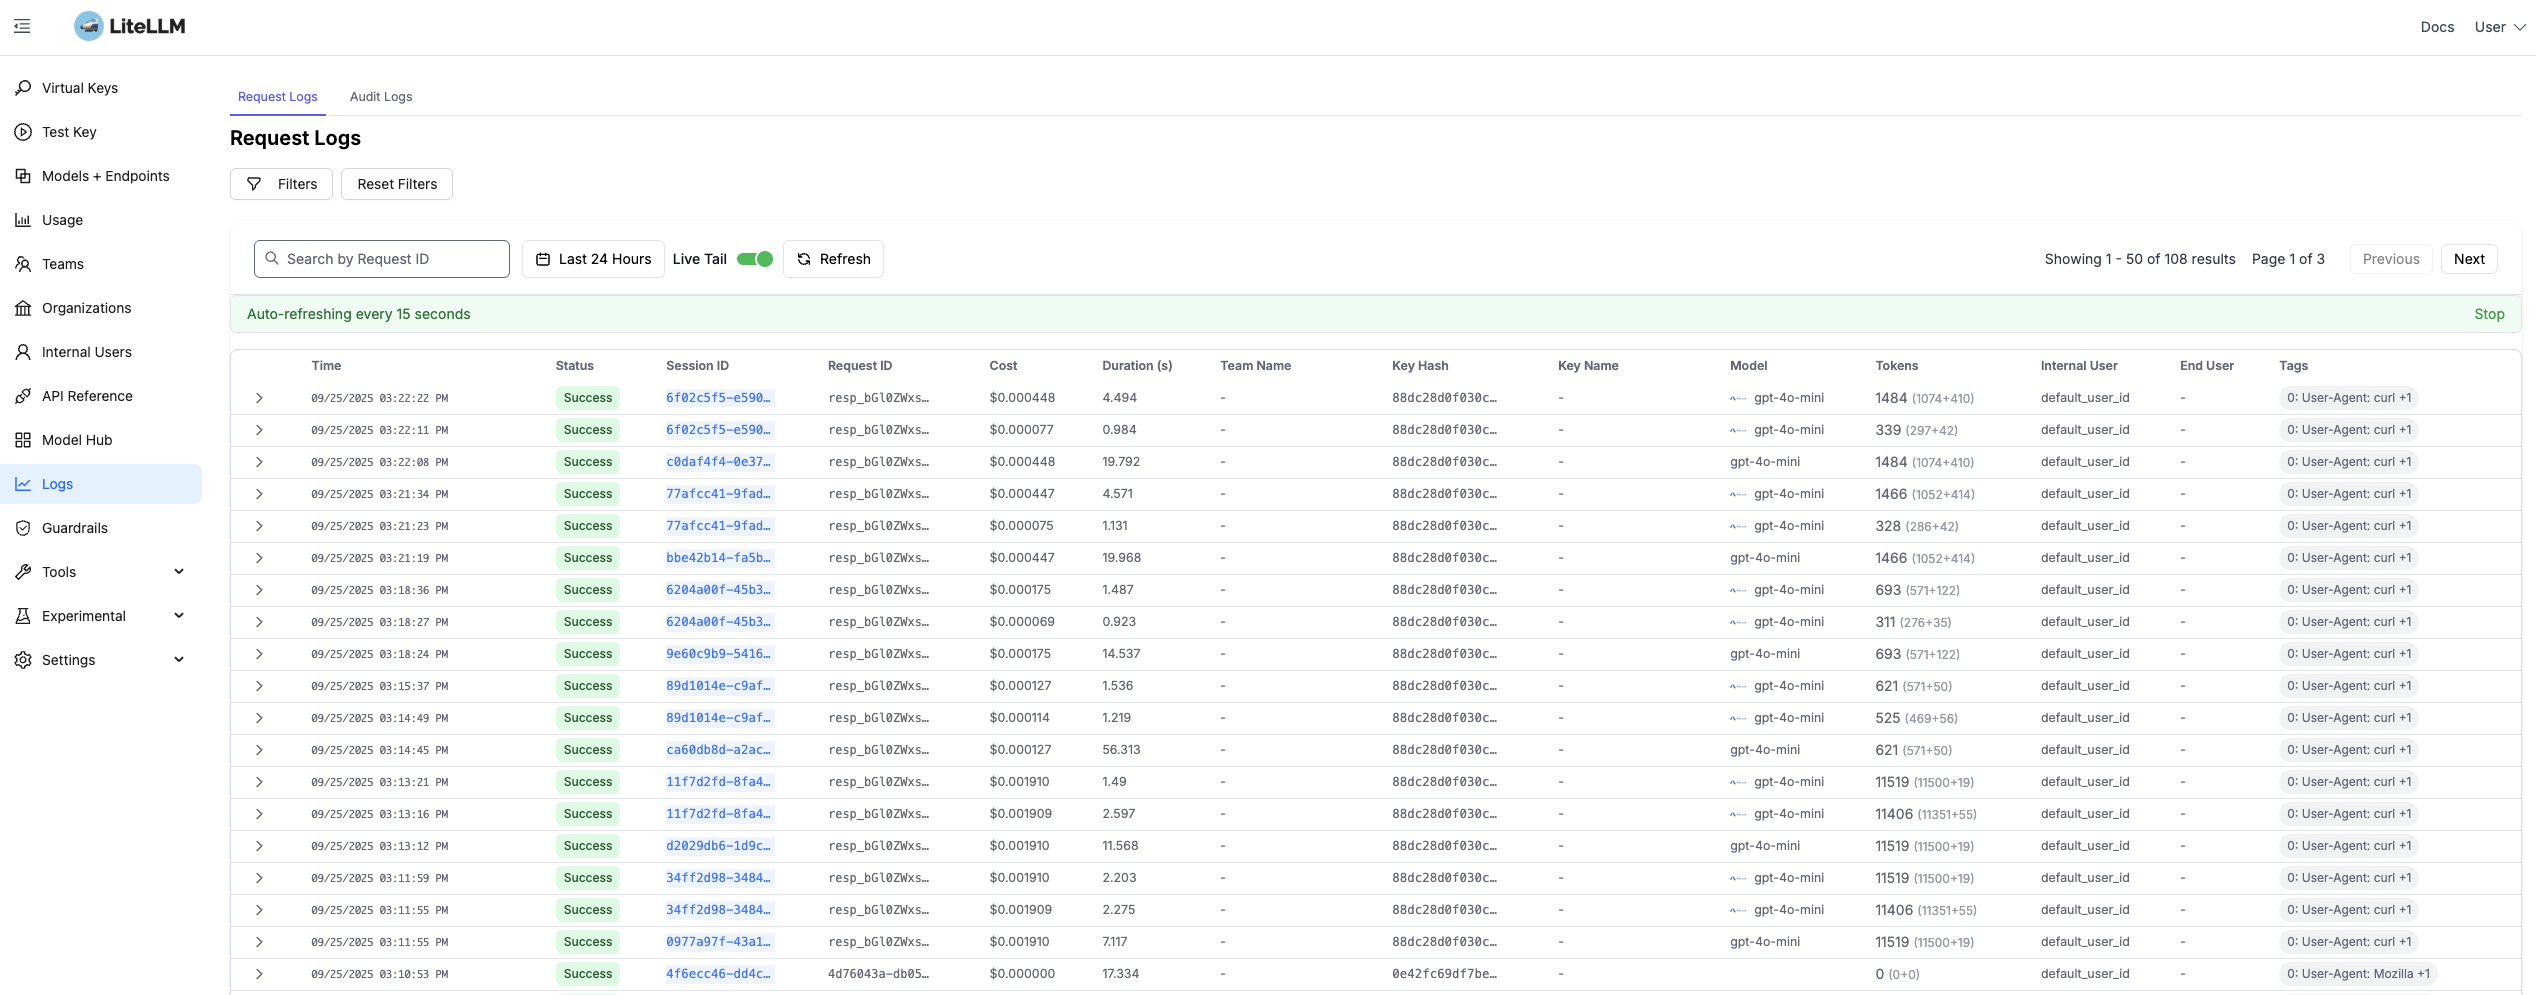 LiteLLM
Docs User
Virtual Keys
Test Key
Models + Endpoints
Usage
Teams
Organizations
Internal Users
API Reference
Model Hub
Logs
Guardrails
Tools
Experimental
Settings
Request Logs Audit Logs
Request Logs
Filters Reset Filters
Search by Request ID Last 24 Hours Live Tail Refresh Showing 1 - 50 of 108 results Page 1 of 3 Previous Next
Auto-refreshing every 15 seconds Stop
Time Status Session ID Request ID Cost Duration (s) Team Name Key Hash Key Name Model Tokens Internal User End User Tags
09/25/2025 03:22:22 PM Success 6f02c5f5-e590… resp_bGl0ZWxs… $0.000448 4.494 - 88dc28d0f030c… - gpt-4o-mini 1484 (1074+410) default_user_id - 0: User-Agent: curl +1
09/25/2025 03:22:11 PM Success 6f02c5f5-e590… resp_bGl0ZWxs… $0.000077 0.984 - 88dc28d0f030c… - gpt-4o-mini 339 (297+42) default_user_id - 0: User-Agent: curl +1
09/25/2025 03:22:08 PM Success c0daf4f4-0e37… resp_bGl0ZWxs… $0.000448 19.792 - 88dc28d0f030c… - gpt-4o-mini 1484 (1074+410) default_user_id - 0: User-Agent: curl +1
09/25/2025 03:21:34 PM Success 77afcc41-9fad… resp_bGl0ZWxs… $0.000447 4.571 - 88dc28d0f030c… - gpt-4o-mini 1466 (1052+414) default_user_id - 0: User-Agent: curl +1
09/25/2025 03:21:23 PM Success 77afcc41-9fad… resp_bGl0ZWxs… $0.000075 1.131 - 88dc28d0f030c… - gpt-4o-mini 328 (286+42) default_user_id - 0: User-Agent: curl +1
09/25/2025 03:21:19 PM Success bbe42b14-fa5b… resp_bGl0ZWxs… $0.000447 19.968 - 88dc28d0f030c… - gpt-4o-mini 1466 (1052+414) default_user_id - 0: User-Agent: curl +1
09/25/2025 03:18:36 PM Success 6204a00f-45b3… resp_bGl0ZWxs… $0.000175 1.487 - 88dc28d0f030c… - gpt-4o-mini 693 (571+122) default_user_id - 0: User-Agent: curl +1
09/25/2025 03:18:27 PM Success 6204a00f-45b3… resp_bGl0ZWxs… $0.000069 0.923 - 88dc28d0f030c… - gpt-4o-mini 311 (276+35) default_user_id - 0: User-Agent: curl +1
09/25/2025 03:18:24 PM Success 9e60c9b9-5416… resp_bGl0ZWxs… $0.000175 14.537 - 88dc28d0f030c… - gpt-4o-mini 693 (571+122) default_user_id - 0: User-Agent: curl +1
09/25/2025 03:15:37 PM Success 89d1014e-c9af… resp_bGl0ZWxs… $0.000127 1.536 - 88dc28d0f030c… - gpt-4o-mini 621 (571+50) default_user_id - 0: User-Agent: curl +1
09/25/2025 03:14:49 PM Success 89d1014e-c9af… resp_bGl0ZWxs… $0.000114 1.219 - 88dc28d0f030c… - gpt-4o-mini 525 (469+56) default_user_id - 0: User-Agent: curl +1
09/25/2025 03:14:45 PM Success ca60db8d-a2ac… resp_bGl0ZWxs… $0.000127 56.313 - 88dc28d0f030c… - gpt-4o-mini 621 (571+50) default_user_id - 0: User-Agent: curl +1
09/25/2025 03:13:21 PM Success 11f7d2fd-8fa4… resp_bGl0ZWxs… $0.001910 1.49 - 88dc28d0f030c… - gpt-4o-mini 11519 (11500+19) default_user_id - 0: User-Agent: curl +1
09/25/2025 03:13:16 PM Success 11f7d2fd-8fa4… resp_bGl0ZWxs… $0.001909 2.597 - 88dc28d0f030c… - gpt-4o-mini 11406 (11351+55) default_user_id - 0: User-Agent: curl +1
09/25/2025 03:13:12 PM Success d2029db6-1d9c… resp_bGl0ZWxs… $0.001910 11.568 - 88dc28d0f030c… - gpt-4o-mini 11519 (11500+19) default_user_id - 0: User-Agent: curl +1
09/25/2025 03:11:59 PM Success 34ff2d98-3484… resp_bGl0ZWxs… $0.001910 2.203 - 88dc28d0f030c… - gpt-4o-mini 11519 (11500+19) default_user_id - 0: User-Agent: curl +1
09/25/2025 03:11:55 PM Success 34ff2d98-3484… resp_bGl0ZWxs… $0.001909 2.275 - 88dc28d0f030c… - gpt-4o-mini 11406 (11351+55) default_user_id - 0: User-Agent: curl +1
09/25/2025 03:11:55 PM Success 0977a97f-43a1… resp_bGl0ZWxs… $0.001910 7.117 - 88dc28d0f030c… - gpt-4o-mini 11519 (11500+19) default_user_id - 0: User-Agent: curl +1
09/25/2025 03:10:53 PM Success 4f6ecc46-dd4c… 4d76043a-db05… $0.000000 17.334 - 0e42fc69df7be… - 0 (0+0) default_user_id - 0: User-Agent: Mozilla +1